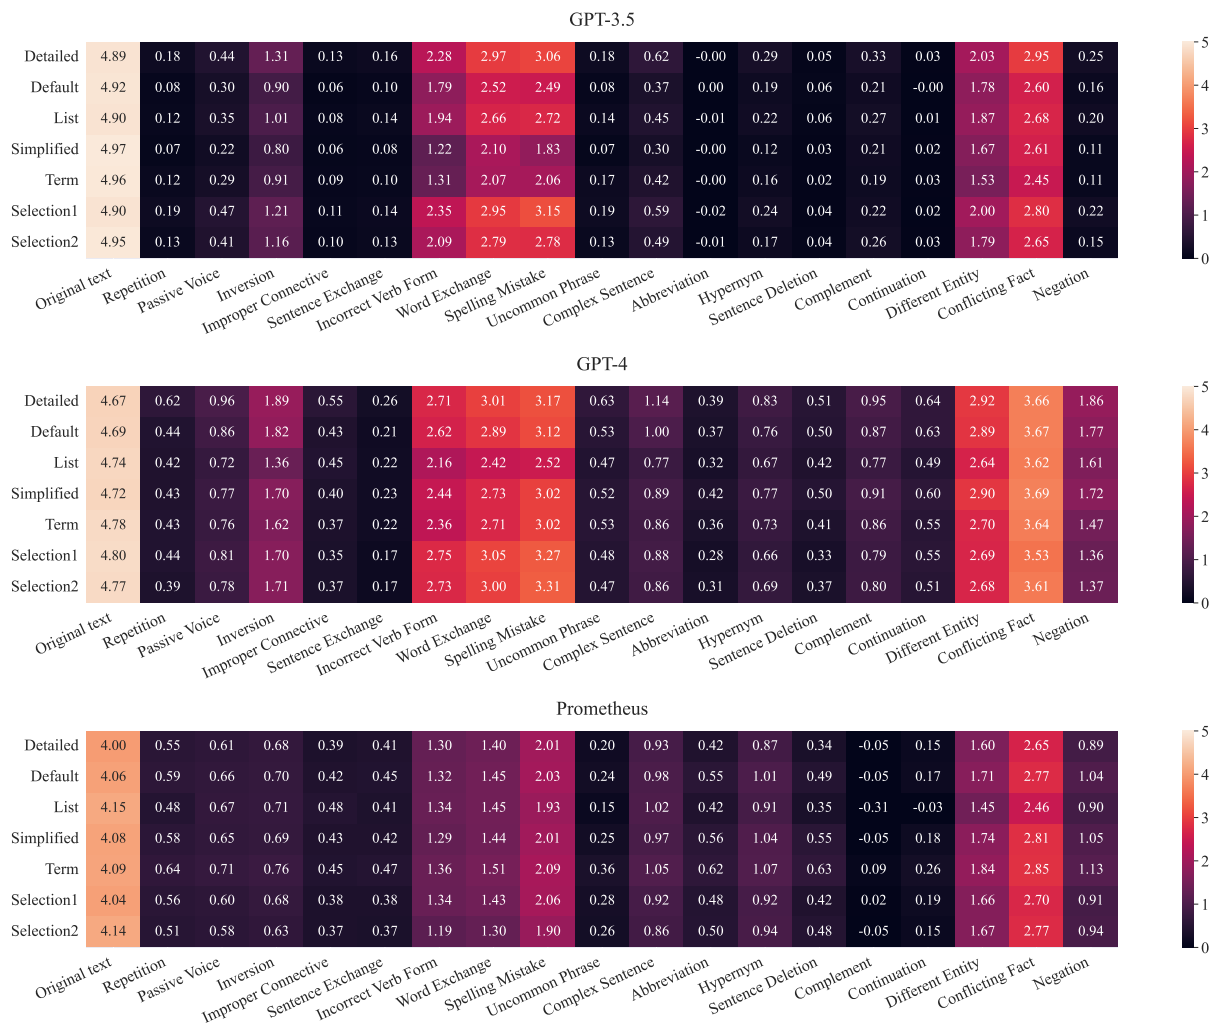 GPT-3.5
Detailed 4.89 0.18 0.44 1.31 0.13 0.16 2.28 2.97 3.06 0.18 0.62 -0.00 0.29 0.05 0.33 0.03 2.03 2.95 0.25
Default 4.92 0.08 0.30 0.90 0.06 0.10 1.79 2.52 2.49 0.08 0.37 0.00 0.19 0.06 0.21 -0.00 1.78 2.60 0.16
List 4.90 0.12 0.35 1.01 0.08 0.14 1.94 2.66 2.72 0.14 0.45 -0.01 0.22 0.06 0.27 0.01 1.87 2.68 0.20
Simplified 4.97 0.07 0.22 0.80 0.06 0.08 1.22 2.10 1.83 0.07 0.30 -0.00 0.12 0.03 0.21 0.02 1.67 2.61 0.11
Term 4.96 0.12 0.29 0.91 0.09 0.10 1.31 2.07 2.06 0.17 0.42 -0.00 0.16 0.02 0.19 0.03 1.53 2.45 0.11
Selection1 4.90 0.19 0.47 1.21 0.11 0.14 2.35 2.95 3.15 0.19 0.59 -0.02 0.24 0.04 0.22 0.02 2.00 2.80 0.22
Selection2 4.95 0.13 0.41 1.16 0.10 0.13 2.09 2.79 2.78 0.13 0.49 -0.01 0.17 0.04 0.26 0.03 1.79 2.65 0.15
Original text Repetition Passive Voice Inversion Improper Connective Sentence Exchange Incorrect Verb Form Word Exchange Spelling Mistake Uncommon Phrase Complex Sentence Abbreviation Hypernym Sentence Deletion Complement Continuation Different Entity Conflicting Fact Negation
5
4
3
2
1
0
GPT-4
Detailed 4.67 0.62 0.96 1.89 0.55 0.26 2.71 3.01 3.17 0.63 1.14 0.39 0.83 0.51 0.95 0.64 2.92 3.66 1.86
Default 4.69 0.44 0.86 1.82 0.43 0.21 2.62 2.89 3.12 0.53 1.00 0.37 0.76 0.50 0.87 0.63 2.89 3.67 1.77
List 4.74 0.42 0.72 1.36 0.45 0.22 2.16 2.42 2.52 0.47 0.77 0.32 0.67 0.42 0.77 0.49 2.64 3.62 1.61
Simplified 4.72 0.43 0.77 1.70 0.40 0.23 2.44 2.73 3.02 0.52 0.89 0.42 0.77 0.50 0.91 0.60 2.90 3.69 1.72
Term 4.78 0.43 0.76 1.62 0.37 0.22 2.36 2.71 3.02 0.53 0.86 0.36 0.73 0.41 0.86 0.55 2.70 3.64 1.47
Selection1 4.80 0.44 0.81 1.70 0.35 0.17 2.75 3.05 3.27 0.48 0.88 0.28 0.66 0.33 0.79 0.55 2.69 3.53 1.36
Selection2 4.77 0.39 0.78 1.71 0.37 0.17 2.73 3.00 3.31 0.47 0.86 0.31 0.69 0.37 0.80 0.51 2.68 3.61 1.37
Original text Repetition Passive Voice Inversion Improper Connective Sentence Exchange Incorrect Verb Form Word Exchange Spelling Mistake Uncommon Phrase Complex Sentence Abbreviation Hypernym Sentence Deletion Complement Continuation Different Entity Conflicting Fact Negation
5
4
3
2
1
0
Prometheus
Detailed 4.00 0.55 0.61 0.68 0.39 0.41 1.30 1.40 2.01 0.20 0.93 0.42 0.87 0.34 -0.05 0.15 1.60 2.65 0.89
Default 4.06 0.59 0.66 0.70 0.42 0.45 1.32 1.45 2.03 0.24 0.98 0.55 1.01 0.49 -0.05 0.17 1.71 2.77 1.04
List 4.15 0.48 0.67 0.71 0.48 0.41 1.34 1.45 1.93 0.15 1.02 0.42 0.91 0.35 -0.31 -0.03 1.45 2.46 0.90
Simplified 4.08 0.58 0.65 0.69 0.43 0.42 1.29 1.44 2.01 0.25 0.97 0.56 1.04 0.55 -0.05 0.18 1.74 2.81 1.05
Term 4.09 0.64 0.71 0.76 0.45 0.47 1.36 1.51 2.09 0.36 1.05 0.62 1.07 0.63 0.09 0.26 1.84 2.85 1.13
Selection1 4.04 0.56 0.60 0.68 0.38 0.38 1.34 1.43 2.06 0.28 0.92 0.48 0.92 0.42 0.02 0.19 1.66 2.70 0.91
Selection2 4.14 0.51 0.58 0.63 0.37 0.37 1.19 1.30 1.90 0.26 0.86 0.50 0.94 0.48 -0.05 0.15 1.67 2.77 0.94
Original text Repetition Passive Voice Inversion Improper Connective Sentence Exchange Incorrect Verb Form Word Exchange Spelling Mistake Uncommon Phrase Complex Sentence Abbreviation Hypernym Sentence Deletion Complement Continuation Different Entity Conflicting Fact Negation
5
4
3
2
1
0